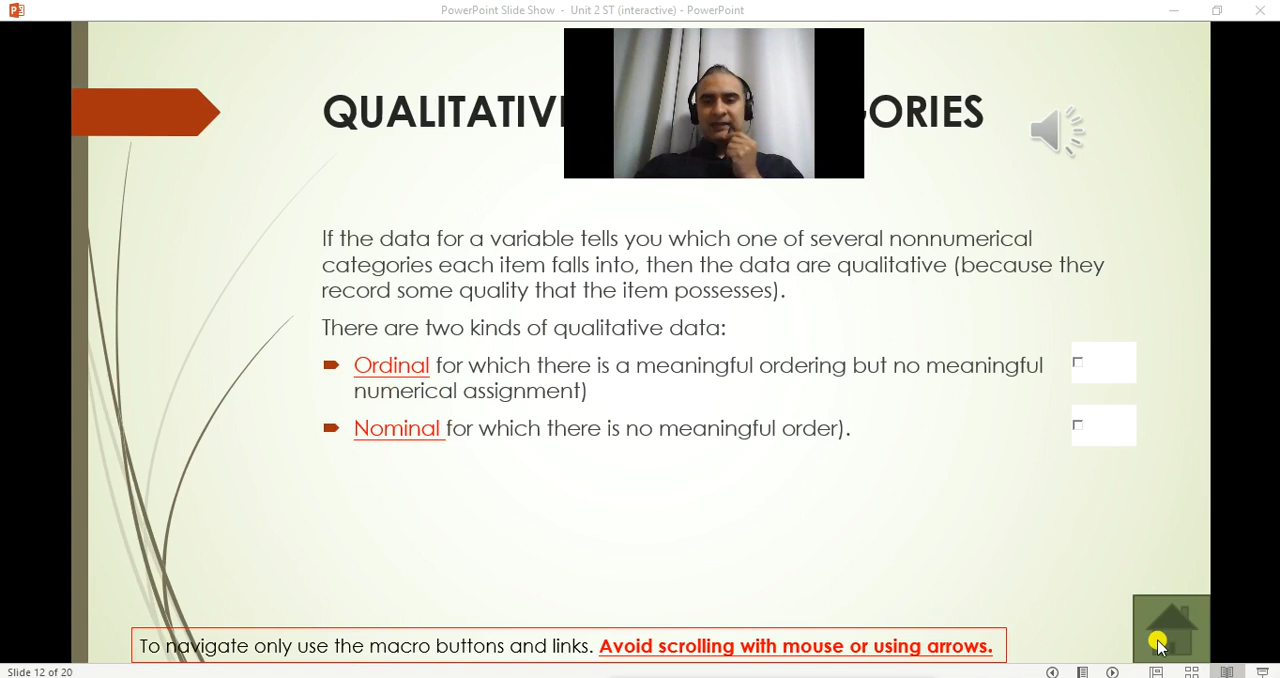 PowerPoint Slide Show - Unit 2 ST (interactive) - PowerPoint
If the data for a variable tells you which one of several nonnumerical
categories each item falls into, then the data are qualitative (because they
record some quality that the item possesses).
There are two kinds of qualitative data:
Ordinal for which there is a meaningful ordering but no meaningful
numerical assignment)
Nominal for which there is no meaningful order).
To navigate only use the macro buttons and links. Avoid scrolling with mouse or using arrows.
Slide 12 of 20